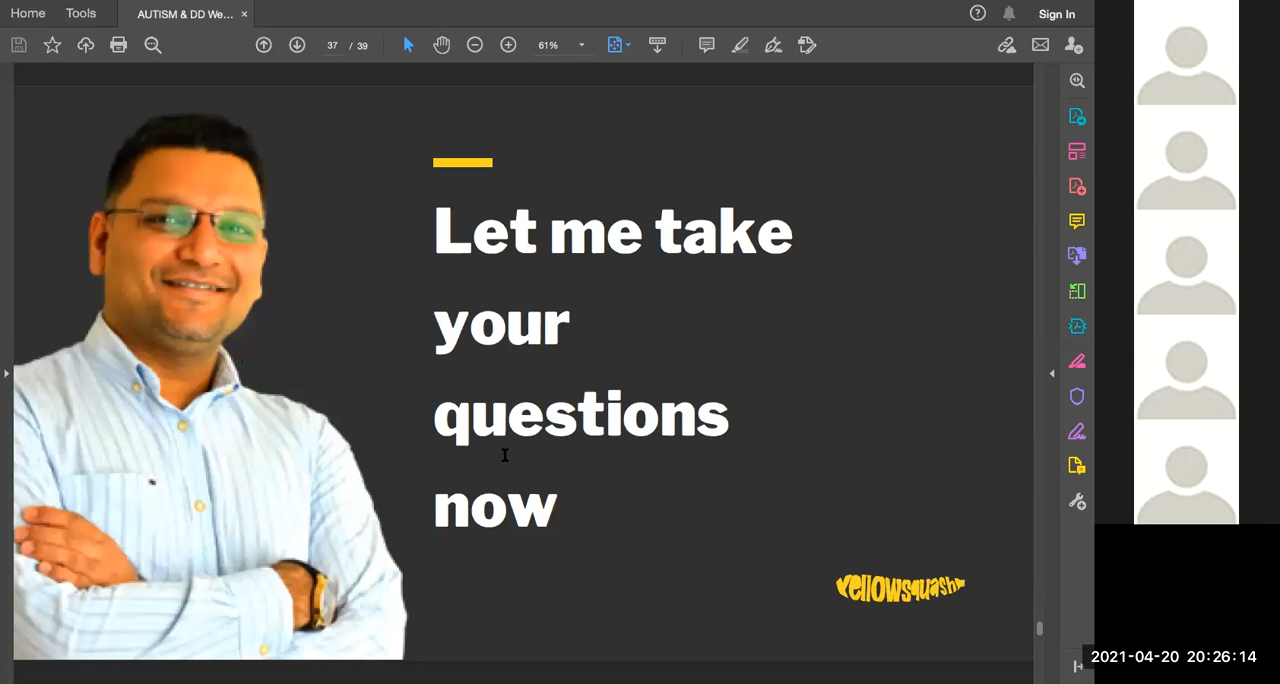 Home
Tools
AUTISM & DD We... ×
Sign In
37 / 39
61%
Let me take
your
questions
now
yellowsquash
2021-04-20 20:26:14